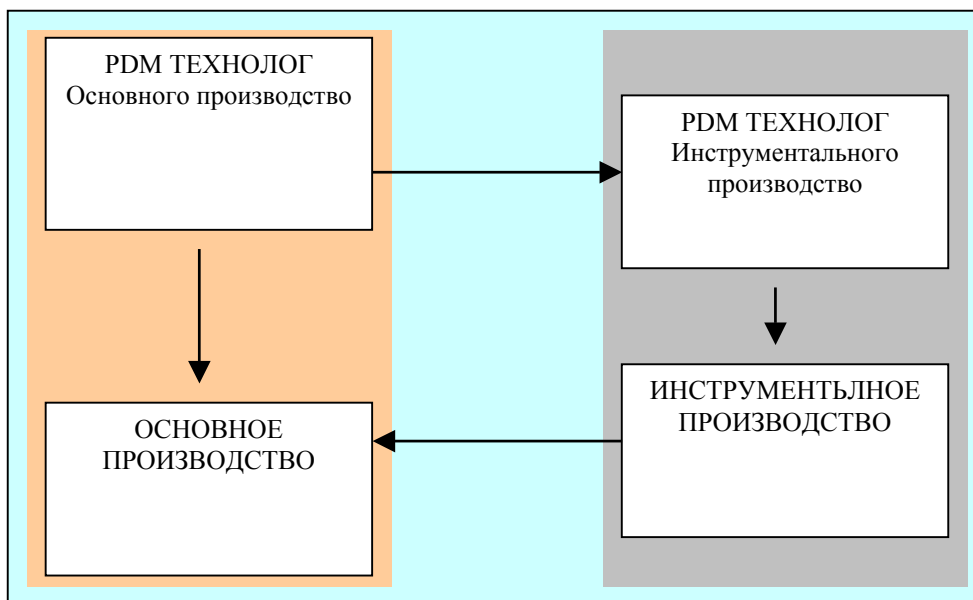 PDM ТЕХНОЛОГ
Основного производство
PDM ТЕХНОЛОГ
Инструментального
производство
ОСНОВНОЕ
ПРОИЗВОДСТВО
ИНСТРУМЕНТЬЛНОЕ
ПРОИЗВОДСТВО